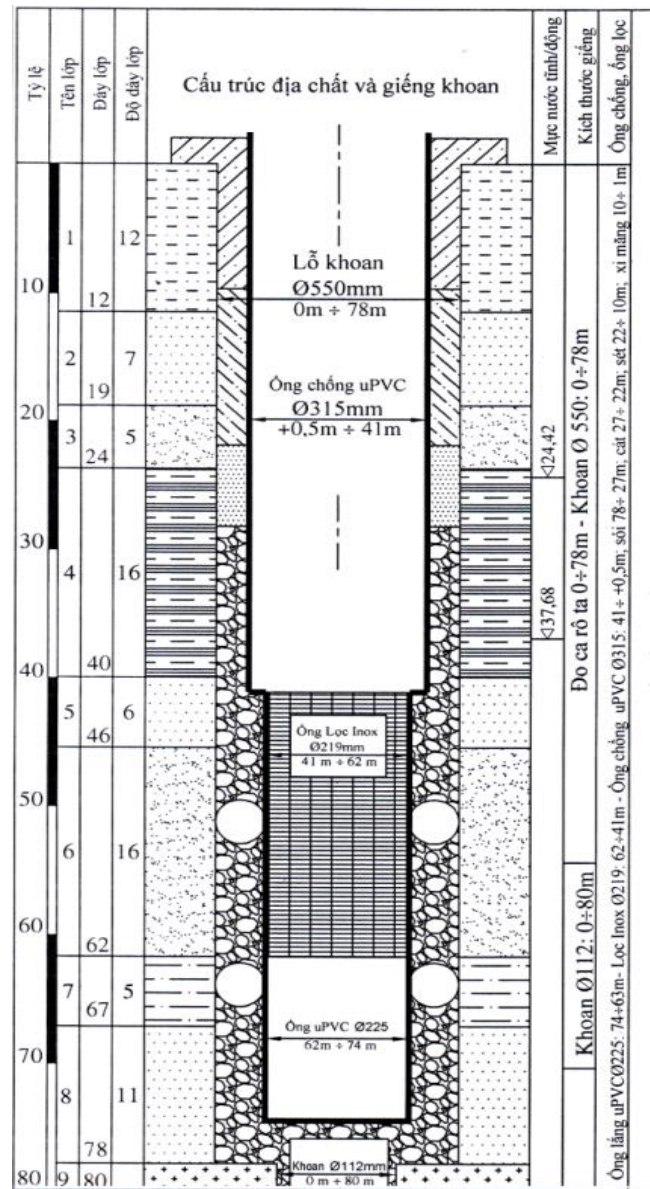 Tỷ lệ
Tên lớp
Đáy lớp
Độ dày lớp
Cấu trúc địa chất và giếng khoan
Mực nước tĩnh/động
Kích thước giếng
Ống chống, ống lọc
1
12
10
12
Lỗ khoan
Ø550mm
0m ÷ 78m
2
7
19
Ống chống uPVC
Ø315mm
+0,5m ÷ 41m
20
3
5
24
24,42
30
4
16
37,68
40
40
5
6
46
Ống Lọc Inox
Ø219mm
41 m ÷ 62 m
50
6
16
60
62
7
5
67
Ống uPVC Ø225
62m ÷ 74 m
70
8
11
78
Khoan Ø112mm
0 m ÷ 80 m
80
9
80
Đo ca rô ta 0÷78m - Khoan Ø 550: 0÷78m
Khoan Ø112: 0÷80m
Ống lắng uPVCØ225: 74÷63m- Lọc Inox Ø219: 62÷41m - Ống chống uPVC Ø315: 41÷ +0,5m; sỏi 78÷ 27m; cát 27÷ 22m; sét 22÷ 10m; xi măng 10÷ 1m